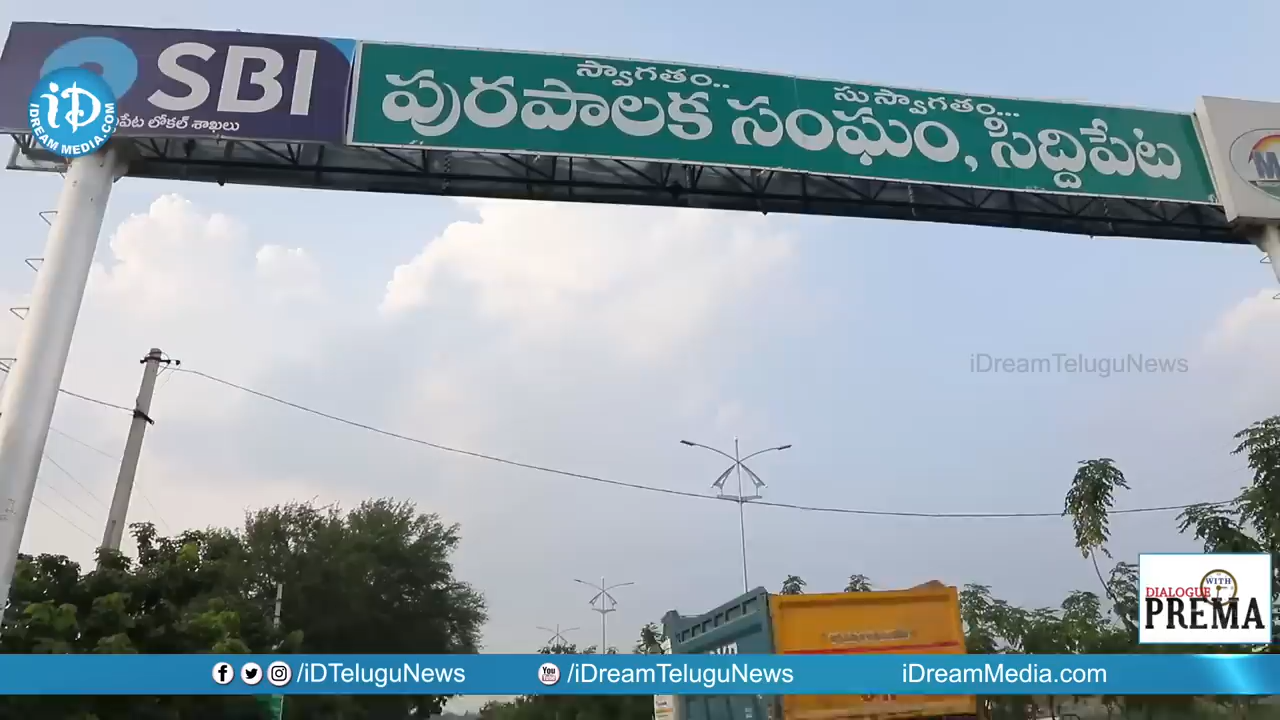 SBI
iD
iDREAM MEDIA.COM
లోకల్ శాఖలు
స్వాగతం.. సుస్వాగతం...
పురపాలక సంఘం, సిద్దిపేట
iDreamTeluguNews
DIALOGUE WITH
PREMA
/iDTeluguNews /iDreamTeluguNews iDreamMedia.com